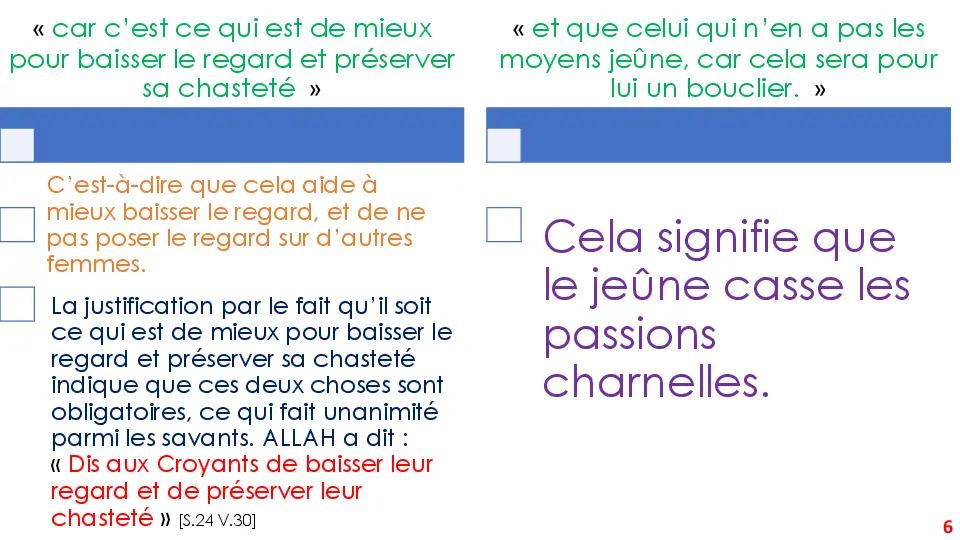 « car c’est ce qui est de mieux
pour baisser le regard et préserver
sa chasteté  »
C’est-à-dire que cela aide à
mieux baisser le regard, et de ne
pas poser le regard sur d’autres
femmes.
La justification par le fait qu’il soit
ce qui est de mieux pour baisser le
regard et préserver sa chasteté
indique que ces deux choses sont
obligatoires, ce qui fait unanimité
parmi les savants. ALLAH a dit :
« Dis aux Croyants de baisser leur
regard et de préserver leur
chasteté » [S.24 V.30]
« et que celui qui n’en a pas les
moyens jeûne, car cela sera pour
lui un bouclier.  »
Cela signifie que
le jeûne casse les
passions
charnelles.
6